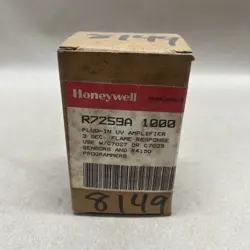 8149
Honeywell
R7259A 1000
PLUG-IN UV AMPLIFIER
3 SEC. FLAME RESPONSE
USE W/C7027 OR C7035
SENSORS AND R4150
PROGRAMMERS
8149